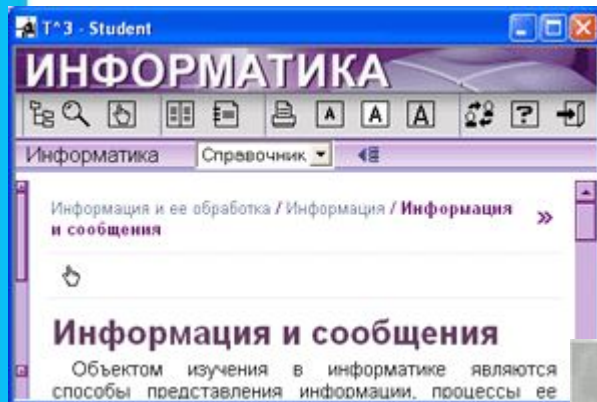 T^3 - Student
ИНФОРМАТИКА
A A A ?
Информатика Справочник
Информация и ее обработка / Информация / Информация »
и сообщения
Информация и сообщения
Объектом изучения в информатике являются
способы представления информации, процессы ее